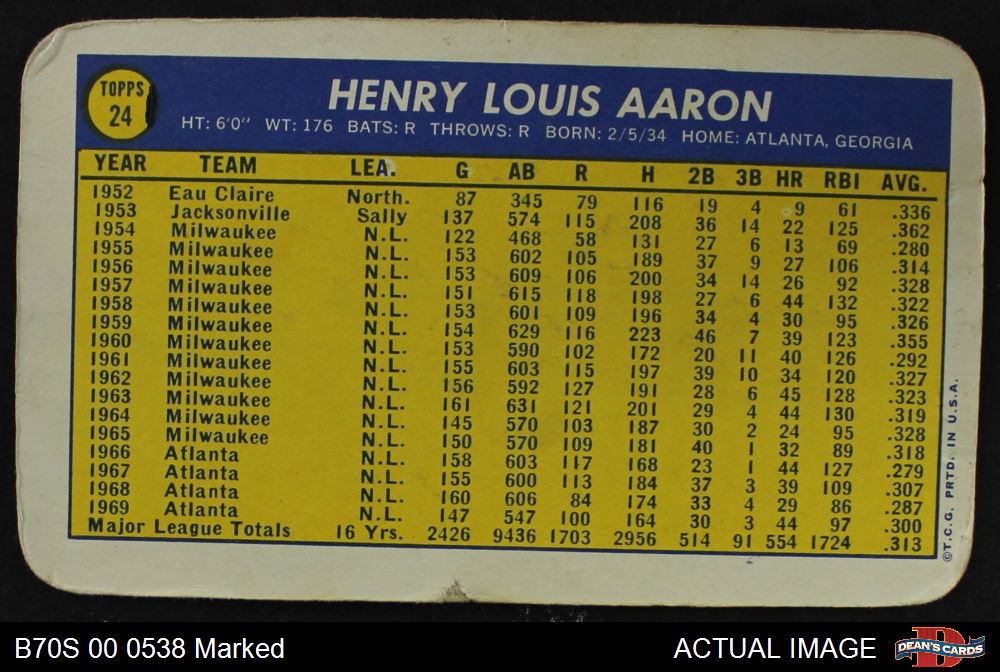 TOPPS
24
HENRY LOUIS AARON
HT: 6'0" WT: 176 BATS: R THROWS: R BORN: 2/5/34 HOME: ATLANTA, GEORGIA
YEAR TEAM LEA. G AB R H 2B 3B HR RBI AVG.
1952 Eau Claire North. 87 345 79 116 19 4 9 61 .336
1953 Jacksonville Sally 137 574 115 208 36 14 22 125 .362
1954 Milwaukee N.L. 122 468 58 131 27 6 13 69 .280
1955 Milwaukee N.L. 153 602 105 189 37 9 27 106 .314
1956 Milwaukee N.L. 153 609 106 200 34 14 26 92 .328
1957 Milwaukee N.L. 151 615 118 198 27 6 44 132 .322
1958 Milwaukee N.L. 153 601 109 196 34 4 30 95 .326
1959 Milwaukee N.L. 154 629 116 223 46 7 39 123 .355
1960 Milwaukee N.L. 153 590 102 172 20 11 40 126 .292
1961 Milwaukee N.L. 155 603 115 197 39 10 34 120 .327
1962 Milwaukee N.L. 156 592 127 191 28 6 45 128 .323
1963 Milwaukee N.L. 161 631 121 201 29 4 44 130 .319
1964 Milwaukee N.L. 145 570 103 187 30 2 24 95 .328
1965 Milwaukee N.L. 150 570 109 181 40 1 32 89 .318
1966 Atlanta N.L. 158 603 117 168 23 1 44 127 .279
1967 Atlanta N.L. 155 600 113 184 37 3 39 109 .307
1968 Atlanta N.L. 160 606 84 174 33 4 29 86 .287
1969 Atlanta N.L. 147 547 100 164 30 3 44 97 .300
Major League Totals 16 Yrs. 2426 9436 1703 2956 514 91 554 1724 .313
©T.C.G. PRTD. IN U.S.A.
B70S 00 0538 Marked
ACTUAL IMAGE
DEAN'S CARDS